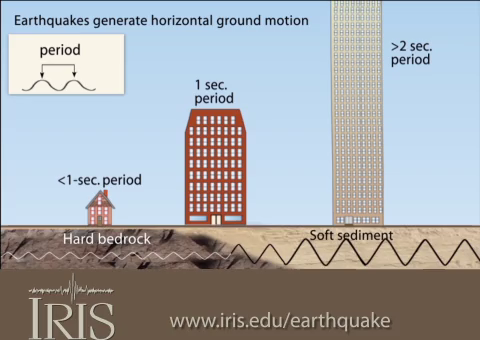 Earthquakes generate horizontal ground motion
period
>2 sec.
period
1 sec.
period
<1-sec. period
Hard bedrock
Soft sediment
IRIS
www.iris.edu/earthquake